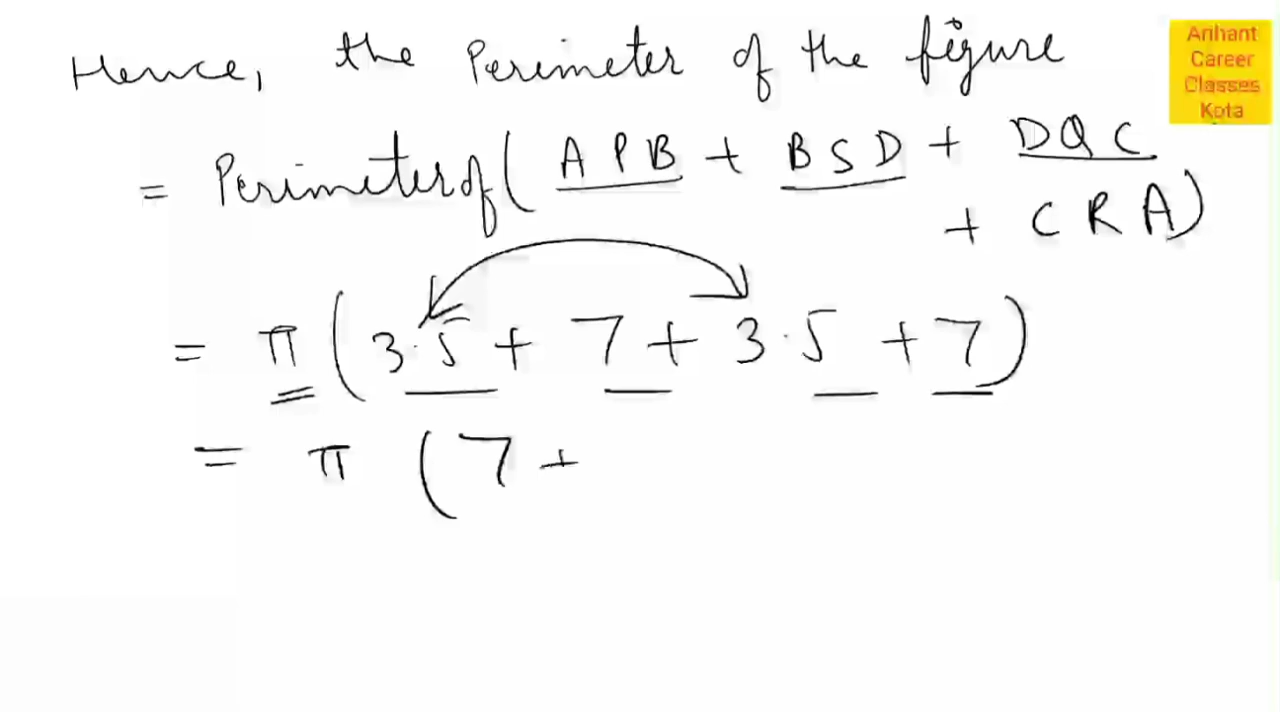 Hence, the Perimeter of the figure
= Perimeter of ( APB + BSD + DQC
+ CRA)
= π (3.5 + 7 + 3.5 + 7)
= π (7 +
Arihant
Career
Classes
Kota